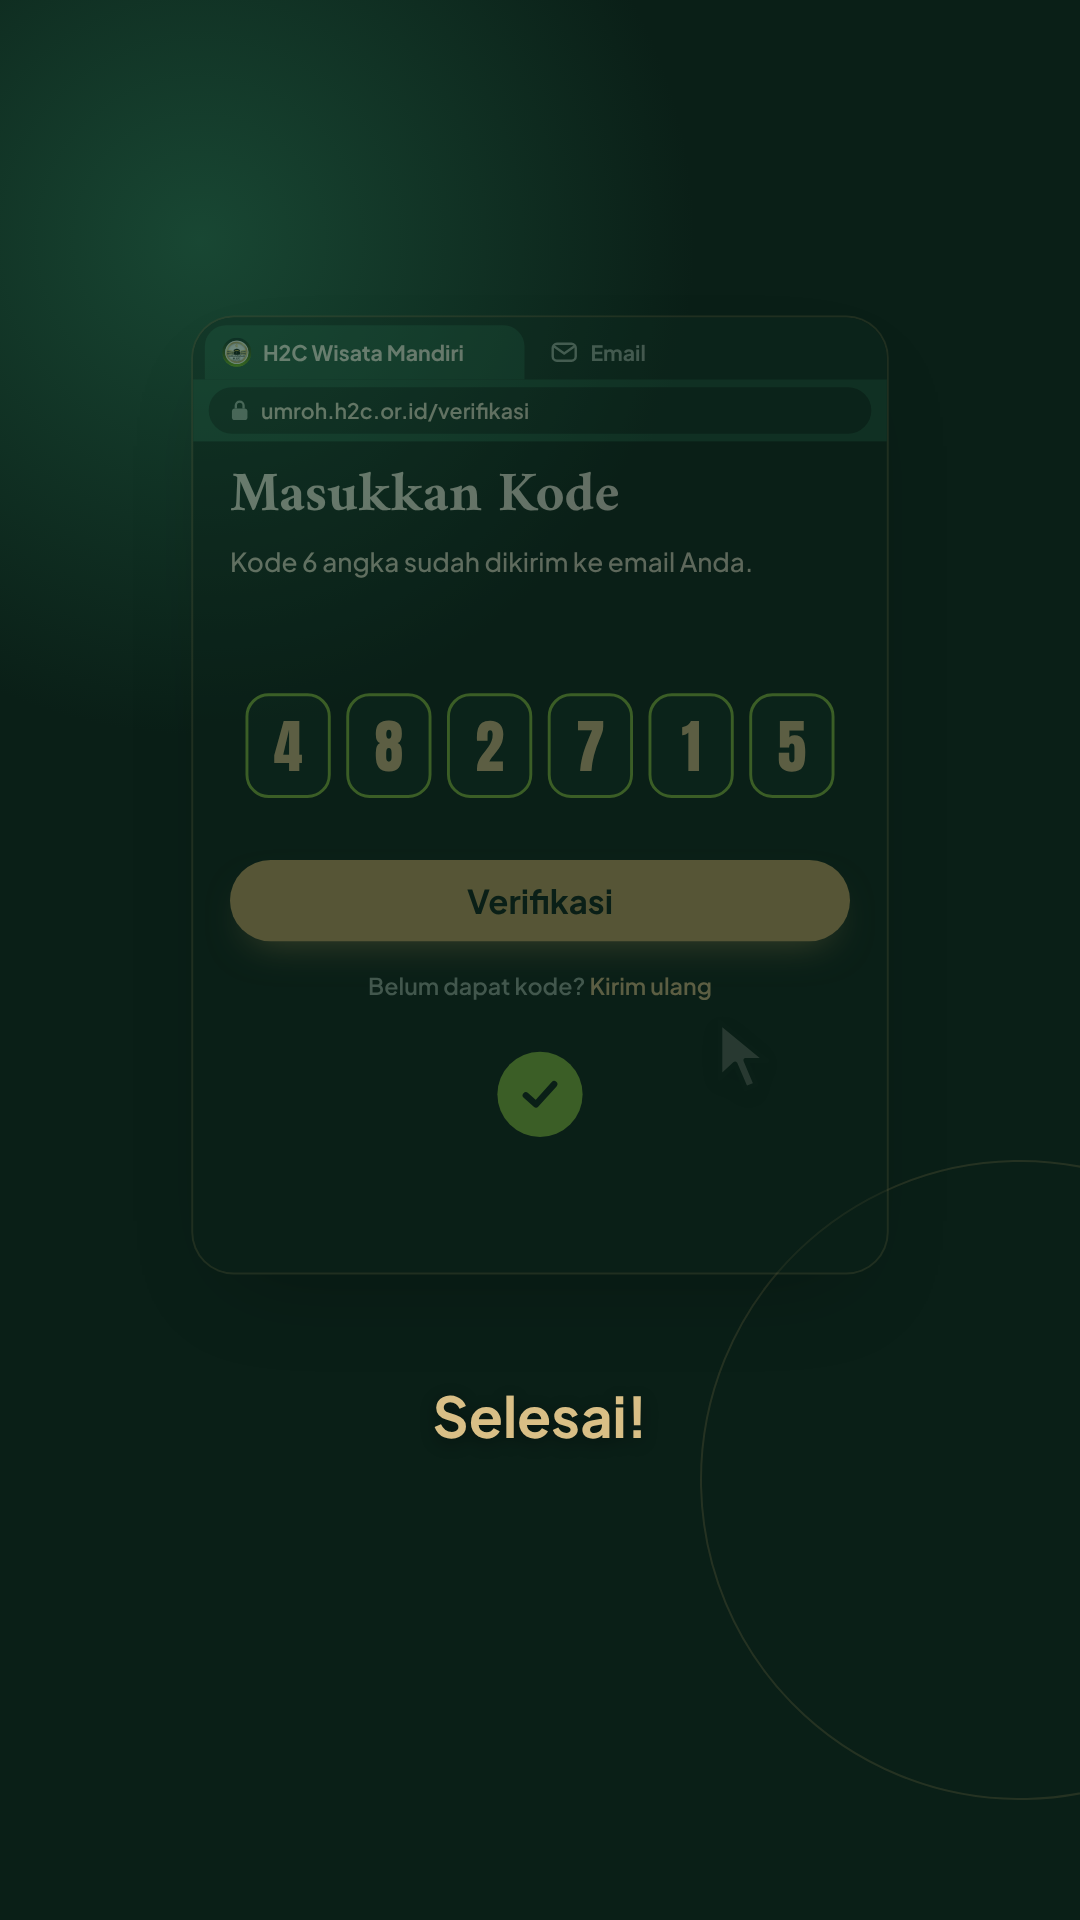 H2C Wisata Mandiri
Email
umroh.h2c.or.id/verifikasi
Masukkan Kode
Kode 6 angka sudah dikirim ke email Anda.
4 8 2 7 1 5
Verifikasi
Belum dapat kode? Kirim ulang
Selesai!